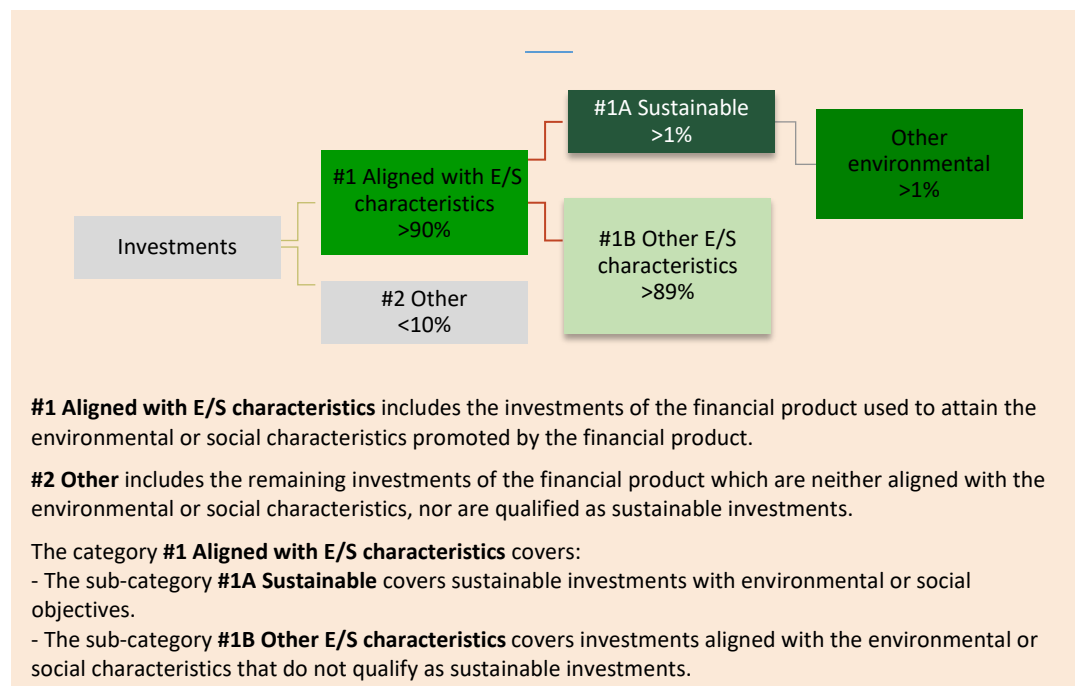 #1A Sustainable
>1%
Other
environmental
>1%
#1 Aligned with E/S
characteristics
>90%
Investments
#1B Other E/S
characteristics
>89%
#2 Other
<10%
#1 Aligned with E/S characteristics includes the investments of the financial product used to attain the
environmental or social characteristics promoted by the financial product.
#2 Other includes the remaining investments of the financial product which are neither aligned with the
environmental or social characteristics, nor are qualified as sustainable investments.
The category #1 Aligned with E/S characteristics covers:
- The sub-category #1A Sustainable covers sustainable investments with environmental or social
objectives.
- The sub-category #1B Other E/S characteristics covers investments aligned with the environmental or
social characteristics that do not qualify as sustainable investments.